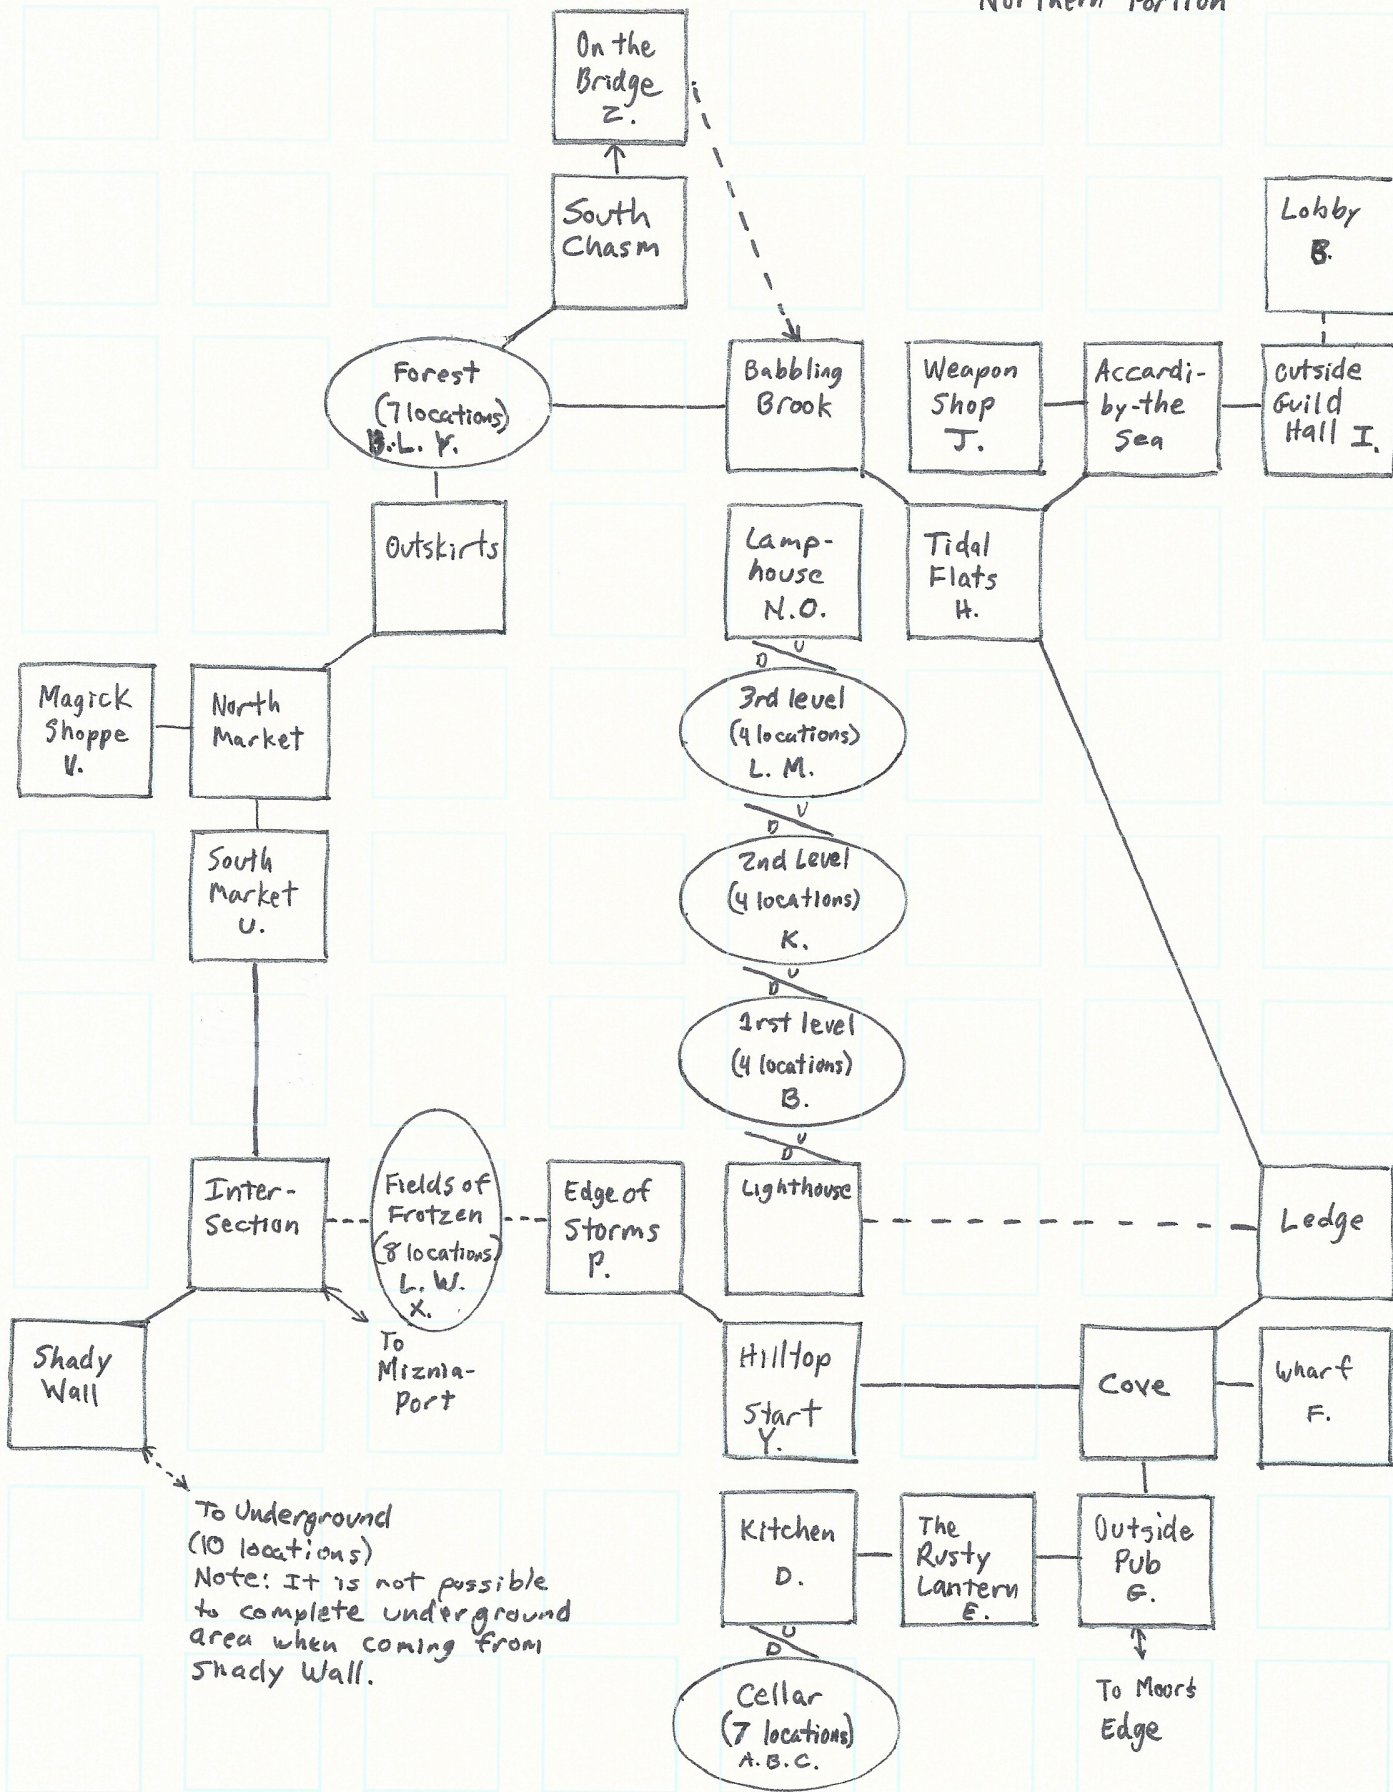 Northern Portion
On the
Bridge
Z.
South
Chasm
Lobby
B.
Forest
(7 locations)
B. L. Y.
Babbling
Brook
Weapon
Shop
J.
Accardi-
by-the
Sea
Outside
Guild
Hall I.
Outskirts
Lamp-
house
N.O.
Tidal
Flats
H.
D U
Magick
Shoppe
V.
North
Market
3rd level
(4 locations)
L. M.
D U
South
Market
U.
2nd Level
(4 locations)
K.
D U
1rst level
(4 locations)
B.
D U
Inter-
section
Fields of
Frotzen
(8 locations)
L. W.
X.
Edge of
Storms
P.
Lighthouse
Ledge
To
Miznia-
Port
Shady
Wall
Hilltop
Start
Y.
Cove
Wharf
F.
To Underground
(10 locations)
Note: It is not possible
to complete underground
area when coming from
Shady Wall.
Kitchen
D.
The
Rusty
Lantern
E.
Outside
Pub
G.
D U
Cellar
(7 locations)
A. B. C.
To Moor's
Edge